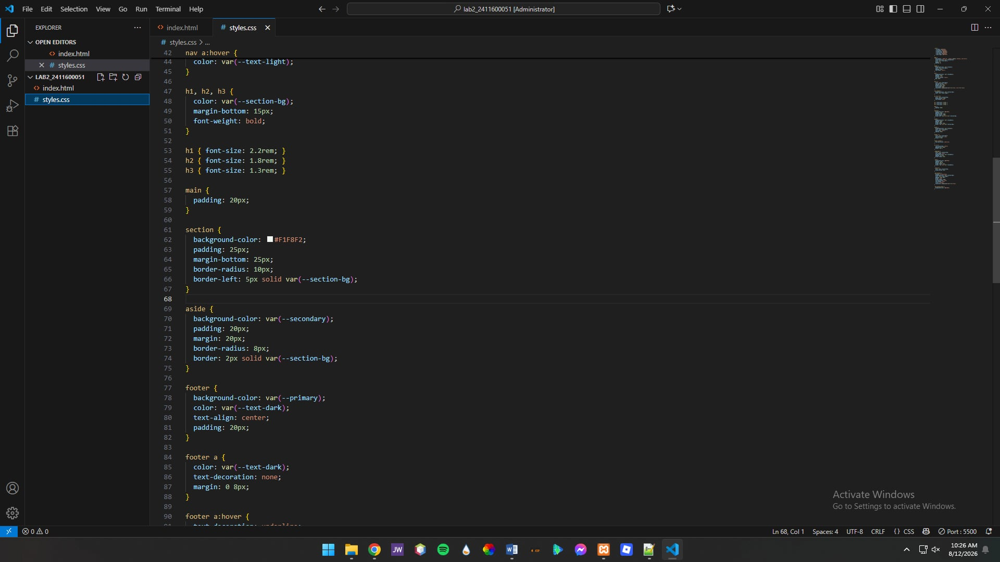 File Edit Selection View Go Run Terminal Help
lab2_2411600051 [Administrator]
EXPLORER
OPEN EDITORS
index.html
styles.css
LAB2_2411600051
index.html
styles.css
index.html
styles.css
styles.css > ...
42 nav a:hover {
44 color: var(--text-light);
45 }
46
47 h1, h2, h3 {
48 color: var(--section-bg);
49 margin-bottom: 15px;
50 font-weight: bold;
51 }
52
53 h1 { font-size: 2.2rem; }
54 h2 { font-size: 1.8rem; }
55 h3 { font-size: 1.3rem; }
56
57 main {
58 padding: 20px;
59 }
60
61 section {
62 background-color: #F1F8F2;
63 padding: 25px;
64 margin-bottom: 25px;
65 border-radius: 10px;
66 border-left: 5px solid var(--section-bg);
67 }
68
69 aside {
70 background-color: var(--secondary);
71 padding: 20px;
72 margin: 20px;
73 border-radius: 8px;
74 border: 2px solid var(--section-bg);
75 }
76
77 footer {
78 background-color: var(--primary);
79 color: var(--text-dark);
80 text-align: center;
81 padding: 20px;
82 }
83
84 footer a {
85 color: var(--text-dark);
86 text-decoration: none;
87 margin: 0 8px;
88 }
89
90 footer a:hover {
Activate Windows
Go to Settings to activate Windows.
0 0
Ln 68, Col 1 Spaces: 4 UTF-8 CRLF {} CSS Port : 5500
JW
10:26 AM
8/12/2026